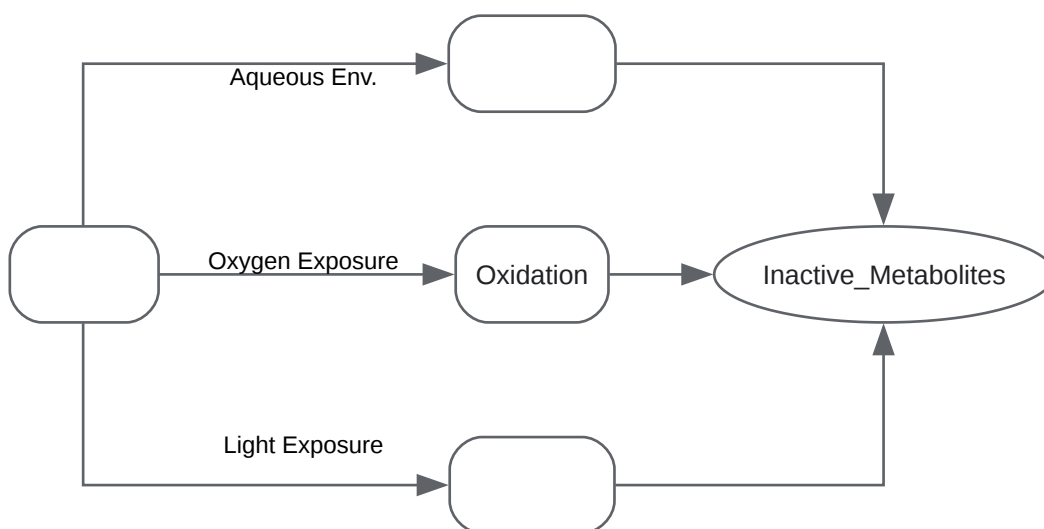 Aqueous Env.
Oxygen Exposure
Oxidation
Inactive_Metabolites
Light Exposure